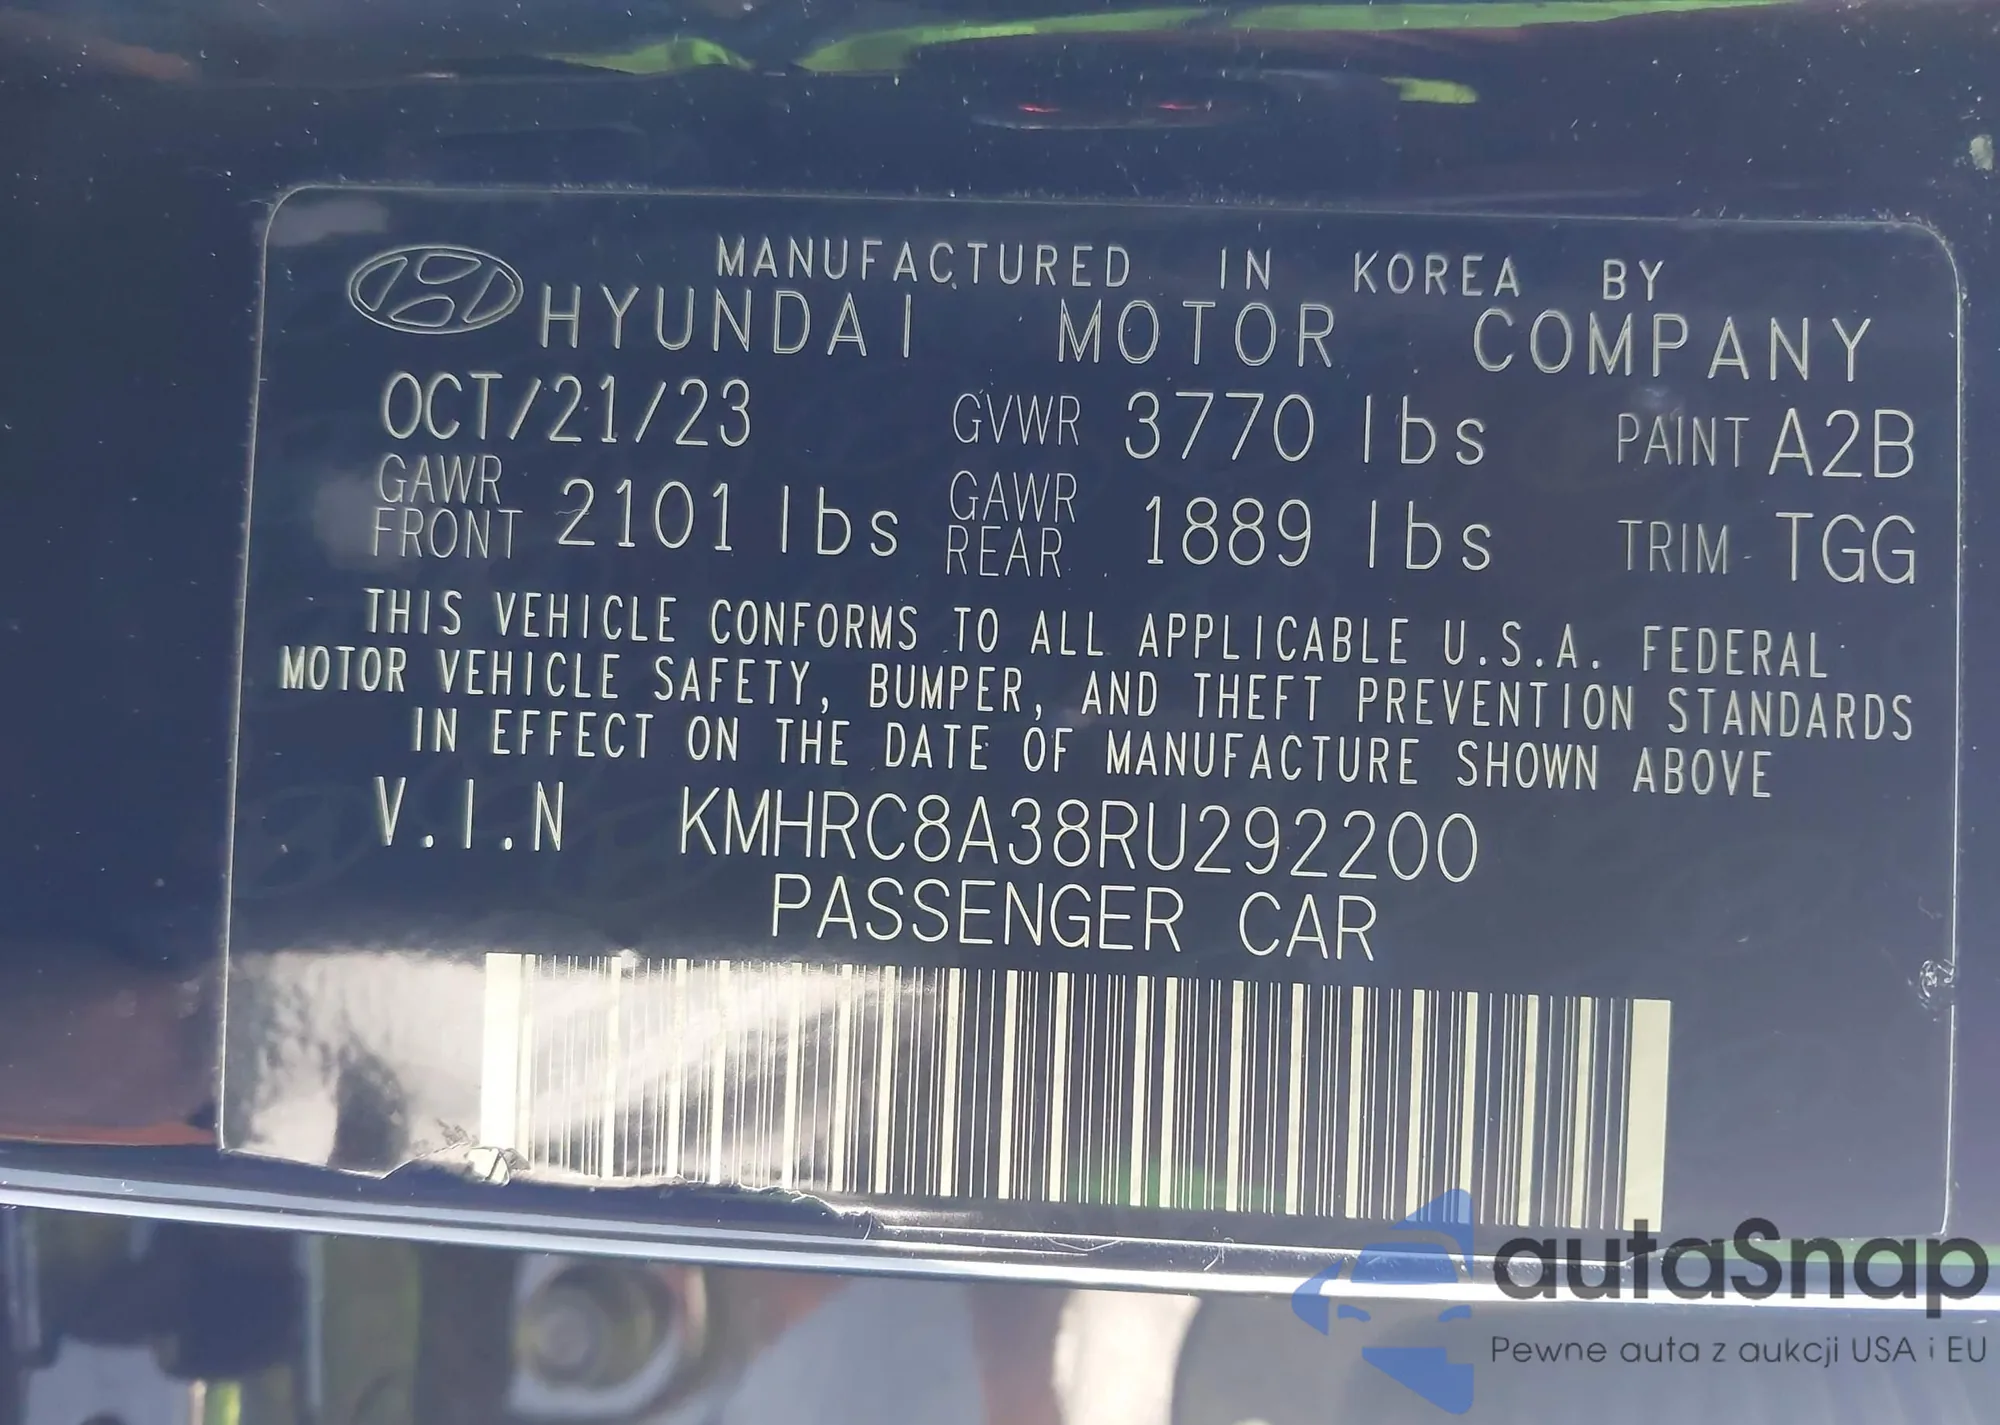 MANUFACTURED IN KOREA BY
HYUNDAI MOTOR COMPANY
OCT/21/23 GVWR 3770 lbs PAINT A2B
GAWR FRONT 2101 lbs GAWR REAR 1889 lbs TRIM TGG
THIS VEHICLE CONFORMS TO ALL APPLICABLE U.S.A. FEDERAL
MOTOR VEHICLE SAFETY, BUMPER, AND THEFT PREVENTION STANDARDS
IN EFFECT ON THE DATE OF MANUFACTURE SHOWN ABOVE
V.I.N KMHRC8A38RU292200
PASSENGER CAR
autaSnap
Pewne auta z aukcji USA i EU